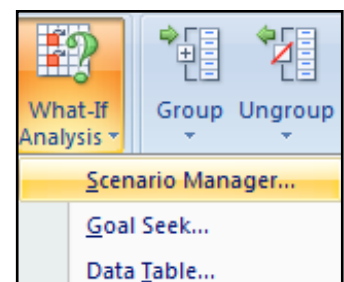 What-If Group Ungroup
Analysis
Scenario Manager...
Goal Seek...
Data Table...